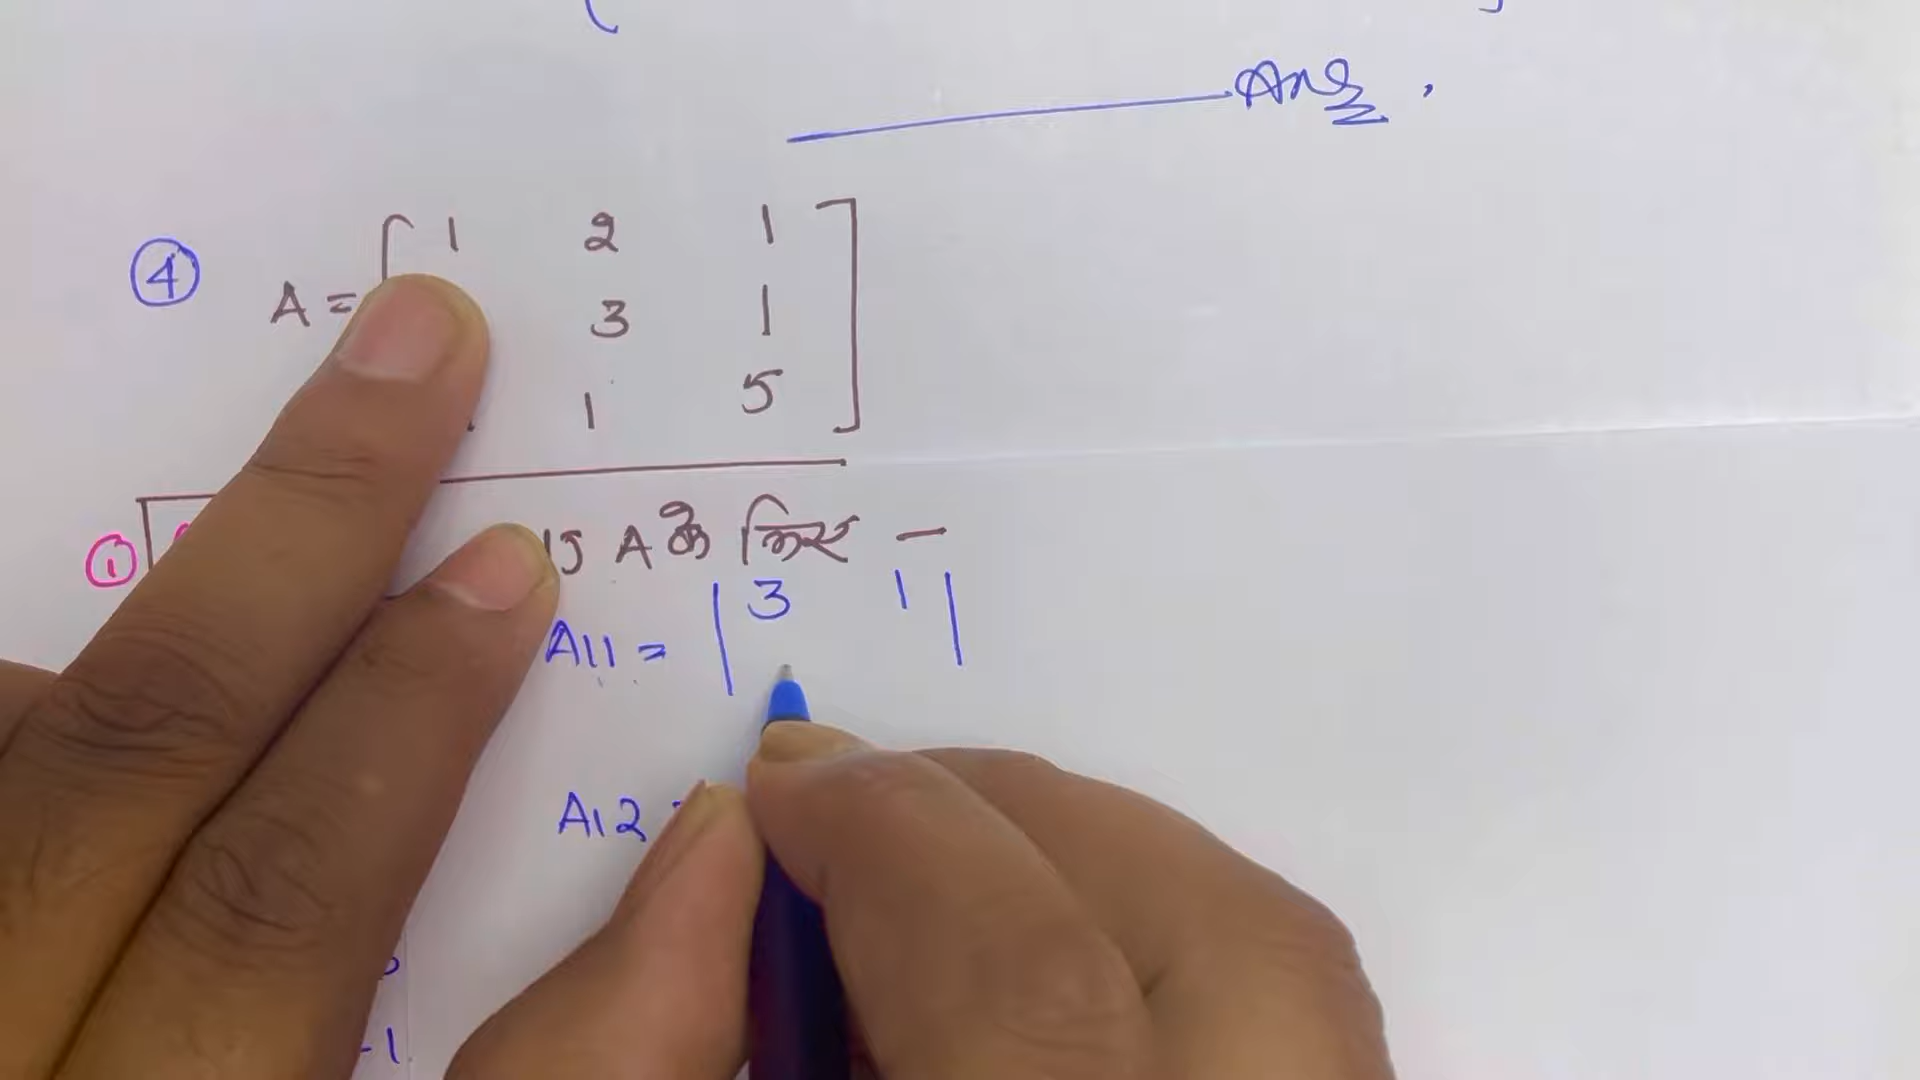 Ans.
④ A = [ 1 2 1
3 1
1 5 ]
① A के लिए -
A11 = | 3 1 |
A12
-1